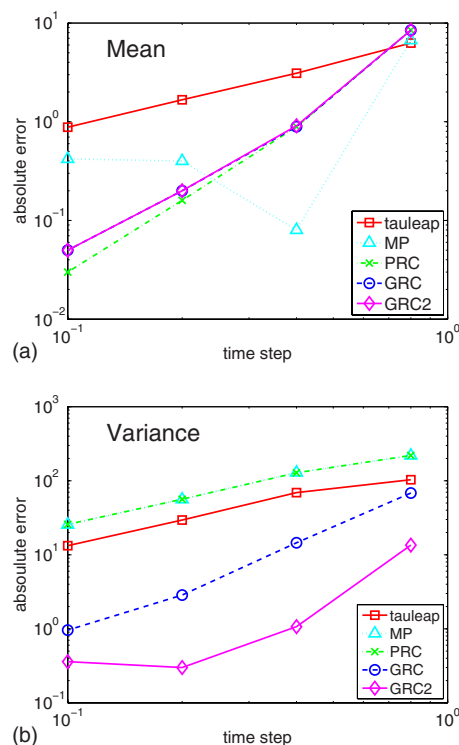 10^1
10^0
10^-1
10^-2
absolute error
Mean
tauleap
MP
PRC
GRC
GRC2
10^-1
10^0
time step
(a)
10^3
10^2
10^1
10^0
10^-1
absoulute error
Variance
tauleap
MP
PRC
GRC
GRC2
10^-1
10^0
time step
(b)